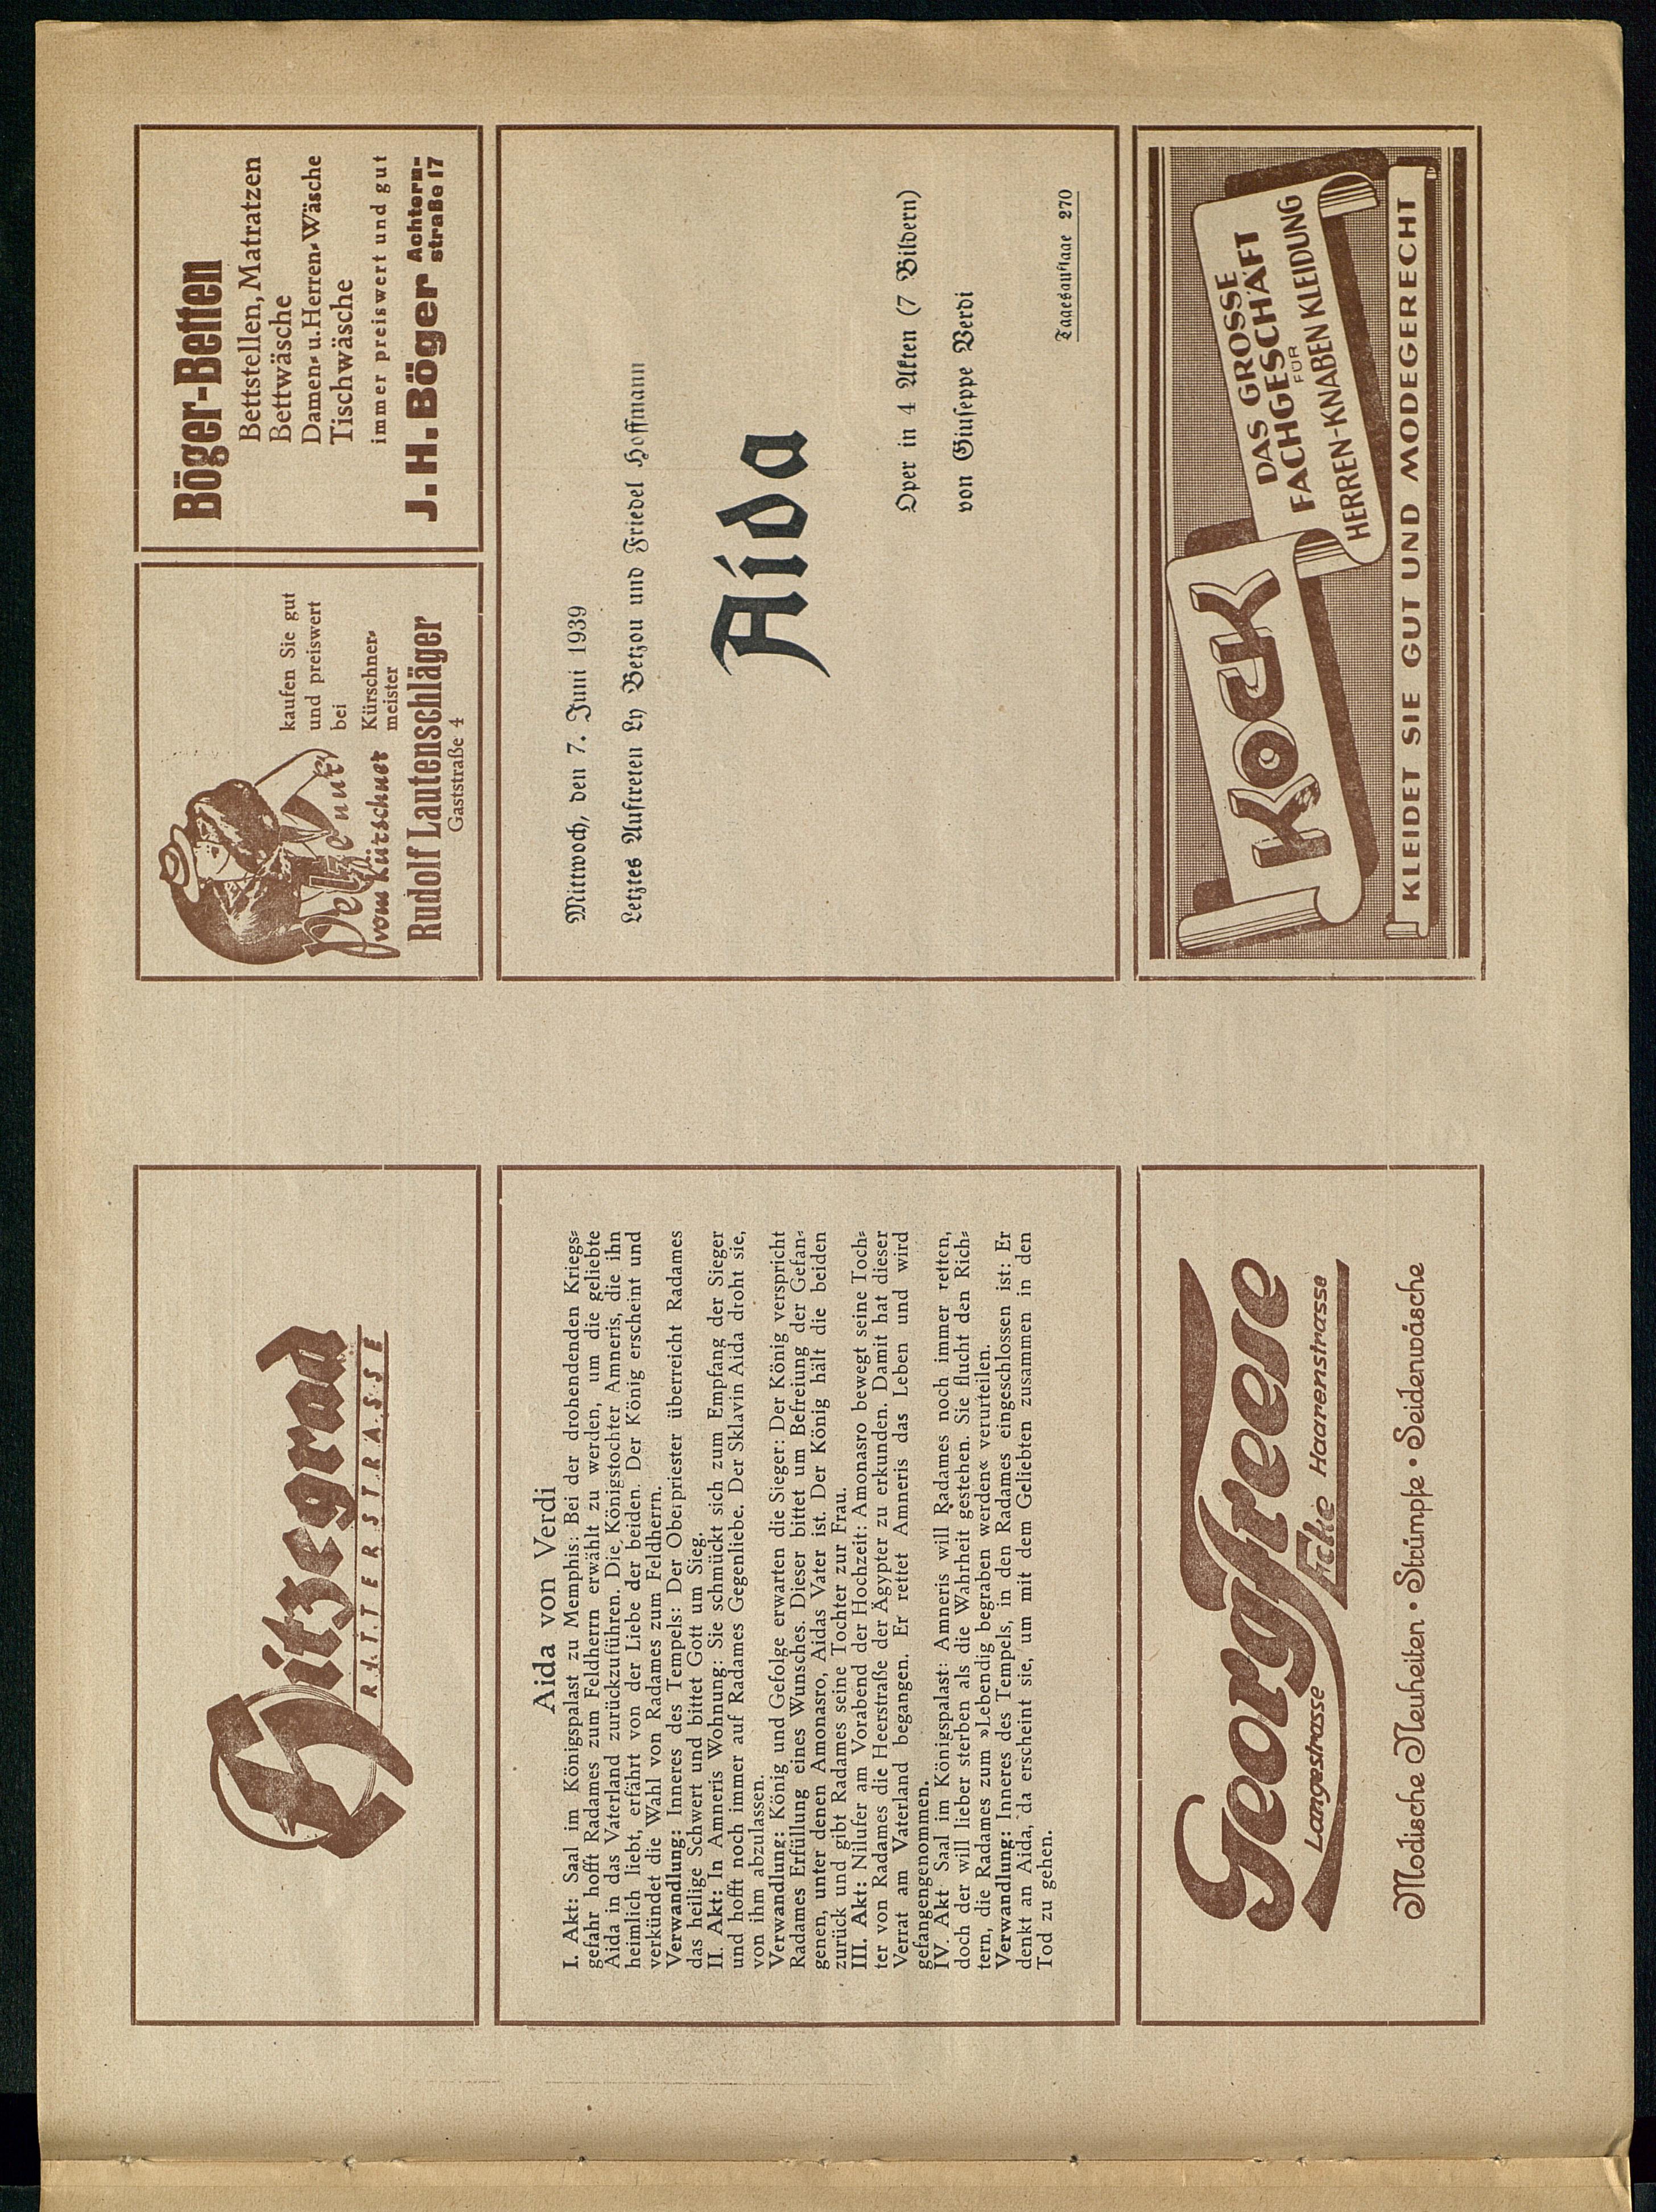 Hitzegrad
RITTERSTRASSE
Aida von Verdi
I. Akt: Saal im Königspalast zu Memphis: Bei der drohenden Kriegs-
gefahr hofft Radames zum Feldherrn erwählt zu werden, um die geliebte
Aida in das Vaterland zurückzuführen. Die Königstochter Amneris, die ihn
heimlich liebt, erfährt von der Liebe der beiden. Der König erscheint und
verkündet die Wahl von Radames zum Feldherrn.
Verwandlung: Inneres des Tempels: Der Oberpriester überreicht Radames
das heilige Schwert und bittet Gott um Sieg.
II. Akt: In Amneris Wohnung: Sie schmückt sich zum Empfang der Sieger
und hofft noch immer auf Radames Gegenliebe. Der Sklavin Aida droht sie,
von ihm abzulassen.
Verwandlung: König und Gefolge erwarten die Sieger: Der König verspricht
Radames Erfüllung eines Wunsches. Dieser bittet um Befreiung der Gefan-
genen, unter denen Amonasro, Aidas Vater ist. Der König hält die beiden
zurück und gibt Radames seine Tochter zur Frau.
III. Akt: Nilufer am Vorabend der Hochzeit: Amonasro bewegt seine Toch-
ter von Radames die Heerstraße der Ägypter zu erkunden. Damit hat dieser
Verrat am Vaterland begangen. Er rettet Amneris das Leben und wird
gefangengenommen.
IV. Akt Saal im Königspalast: Amneris will Radames noch immer retten,
doch der will lieber sterben als die Wahrheit gestehen. Sie flucht den Rich-
tern, die Radames zum »Lebendig begraben werden« verurteilen.
Verwandlung: Inneres des Tempels, in den Radames eingeschlossen ist: Er
denkt an Aida, da erscheint sie, um mit dem Geliebten zusammen in den
Tod zu gehen.
Georg Freese
Langestrasse Ecke Haarenstrasse
Modische Neuheiten • Strümpfe • Seidenwäsche
Pelze nur
vom Kürschner
kaufen Sie gut
und preiswert
bei
Kürschner-
meister
Rudolf Lautenschläger
Gaststraße 4
Böger-Betten
Bettstellen, Matratzen
Bettwäsche
Damen- u. Herren-Wäsche
Tischwäsche
immer preiswert und gut
J. H. Böger Achtern-
straße 17
Mittwoch, den 7. Juni 1939
Letztes Auftreten Ly Betzou und Friedel Hoffmann
Aida
Oper in 4 Akten (7 Bildern)
von Giuseppe Verdi
Tagesauflage 270
KOCK
DAS GROSSE
FACHGESCHÄFT
FÜR
HERREN-KNABEN KLEIDUNG
KLEIDET SIE GUT UND MODEGERECHT